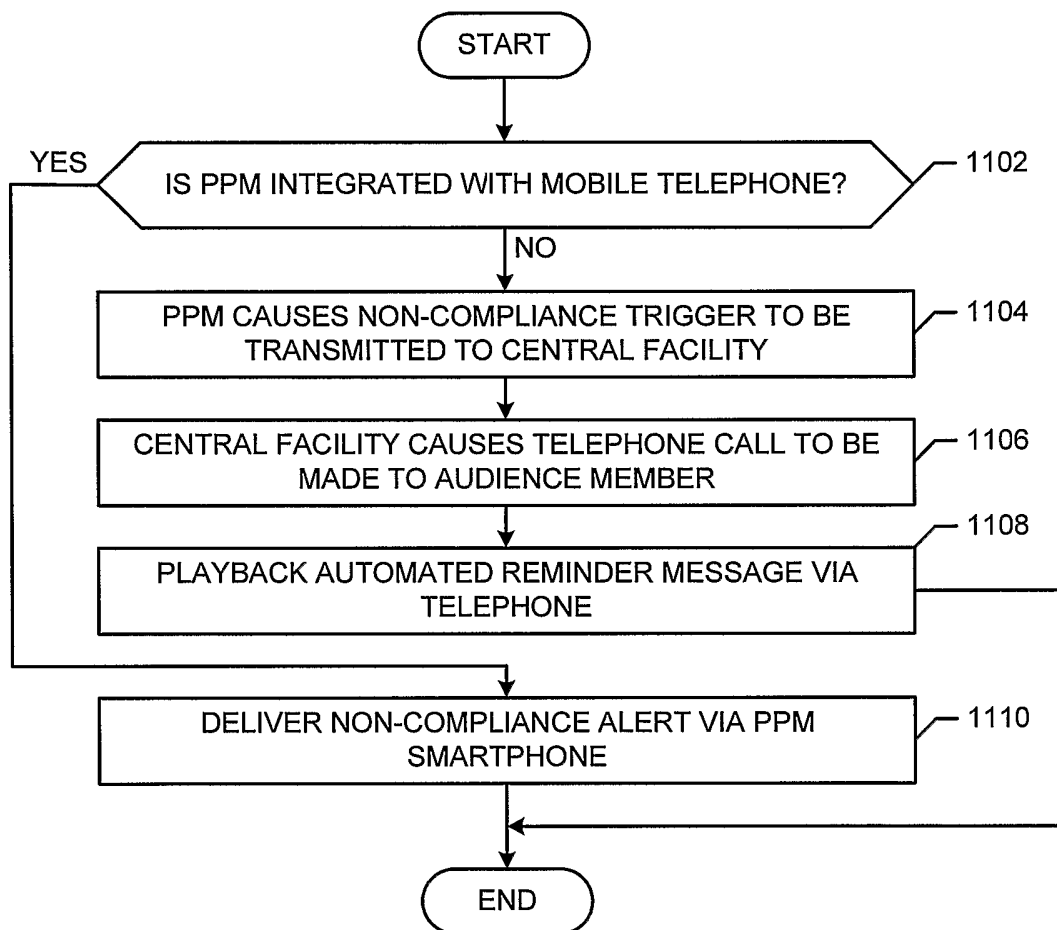 START
YES
IS PPM INTEGRATED WITH MOBILE TELEPHONE?
1102
NO
PPM CAUSES NON-COMPLIANCE TRIGGER TO BE
TRANSMITTED TO CENTRAL FACILITY
1104
CENTRAL FACILITY CAUSES TELEPHONE CALL TO BE
MADE TO AUDIENCE MEMBER
1106
PLAYBACK AUTOMATED REMINDER MESSAGE VIA
TELEPHONE
1108
DELIVER NON-COMPLIANCE ALERT VIA PPM
SMARTPHONE
1110
END